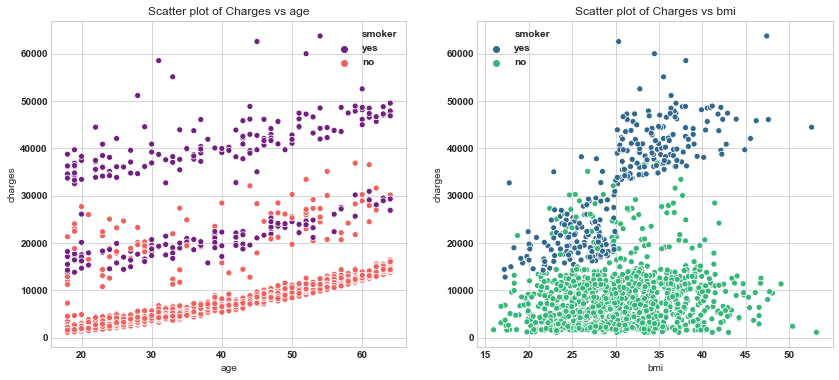 Scatter plot of Charges vs age
smoker
yes
no
60000
50000
40000
30000
20000
10000
0
charges
20
30
40
50
60
age
Scatter plot of Charges vs bmi
smoker
yes
no
60000
50000
40000
30000
20000
10000
0
charges
15
20
25
30
35
40
45
50
bmi